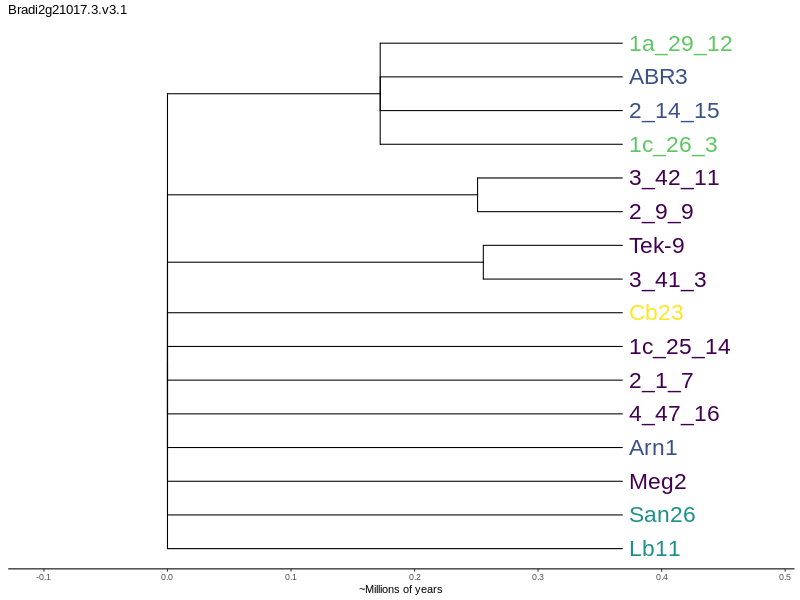 Bradi2g21017.3.v3.1
1a_29_12
ABR3
2_14_15
1c_26_3
3_42_11
2_9_9
Tek-9
3_41_3
Cb23
1c_25_14
2_1_7
4_47_16
Arn1
Meg2
San26
Lb11
-0.1 0.0 0.1 0.2 0.3 0.4 0.5
~Millions of years